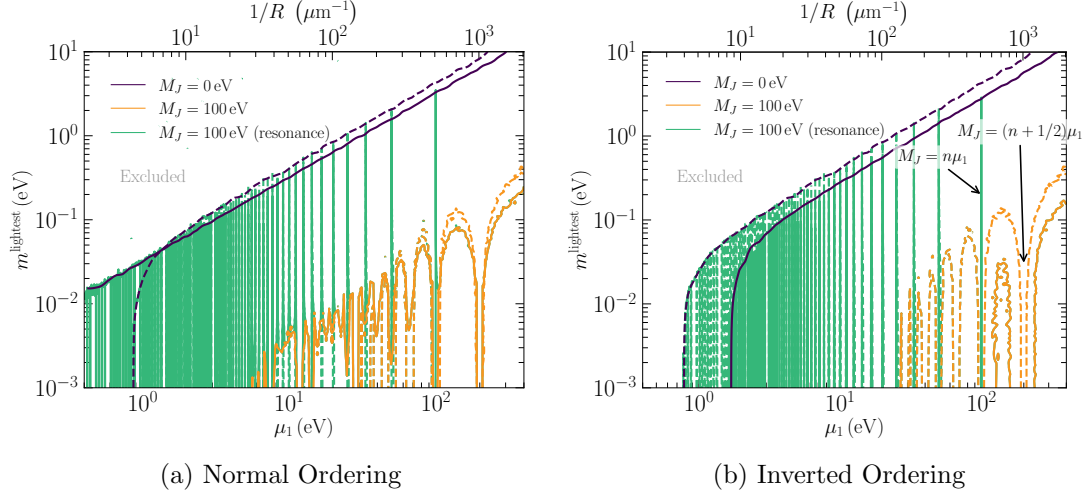 1/R (μm⁻¹)
10¹ 10² 10³
10¹
10⁰
10⁻¹
10⁻²
10⁻³
m^lightest (eV)
M_J = 0 eV
M_J = 100 eV
M_J = 100 eV (resonance)
Excluded
10⁰ 10¹ 10²
μ₁ (eV)
(a) Normal Ordering
1/R (μm⁻¹)
10¹ 10² 10³
10¹
10⁰
10⁻¹
10⁻²
10⁻³
m^lightest (eV)
M_J = 0 eV
M_J = 100 eV
M_J = 100 eV (resonance)
M_J = (n + 1/2)μ₁
M_J = nμ₁
Excluded
10⁰ 10¹ 10²
μ₁ (eV)
(b) Inverted Ordering